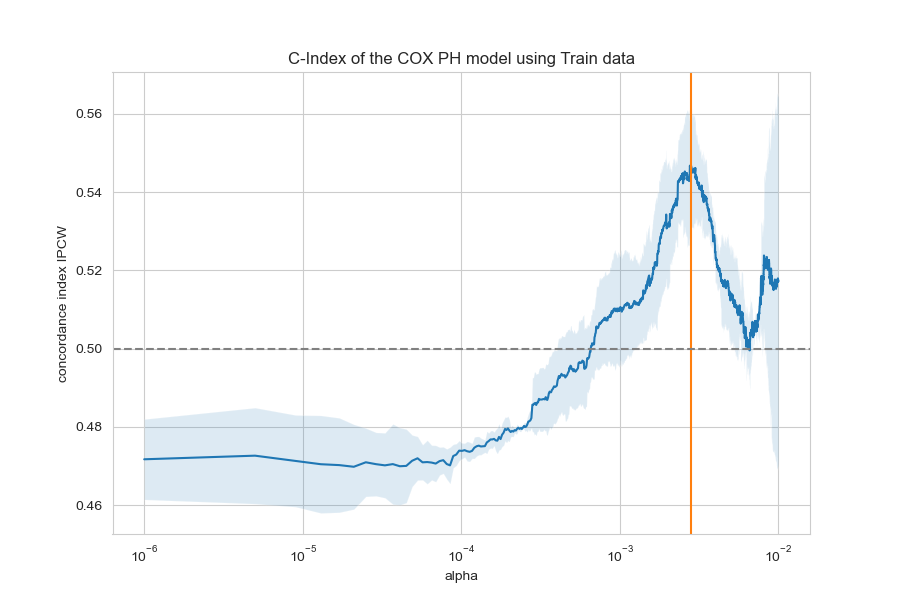 C-Index of the COX PH model using Train data
concordance index IPCW
0.56
0.54
0.52
0.50
0.48
0.46
10⁻⁶ 10⁻⁵ 10⁻⁴ 10⁻³ 10⁻²
alpha